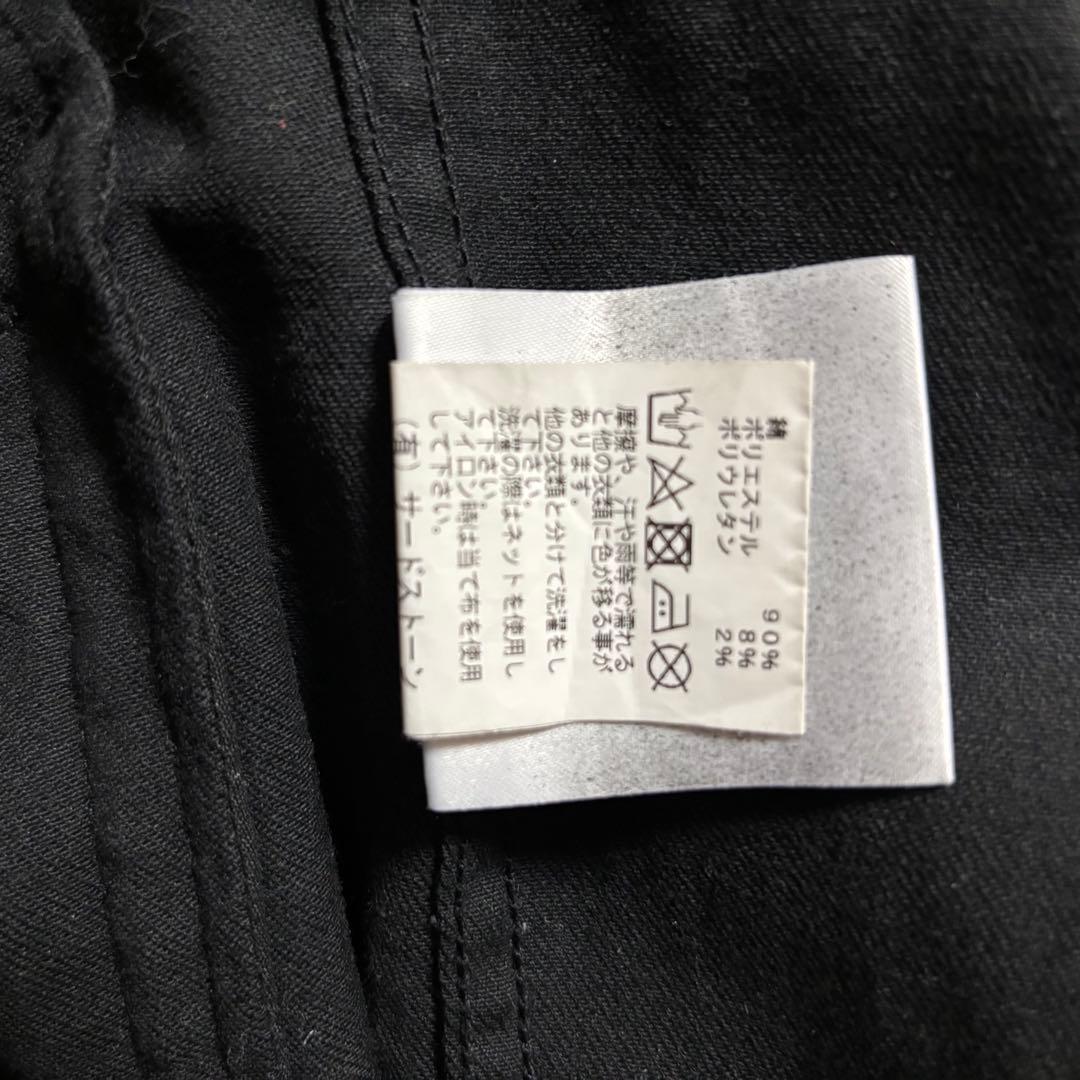 綿 90%
ポリエステル 8%
ポリウレタン 2%
摩擦や、汗や雨等で濡れる
と他の衣類に色が移る事が
あります。
他の衣類と分けて洗濯をし
て下さい。
洗濯の際はネットを使用し
て下さい。
アイロン時は当て布を使用
して下さい。
(有)サードストーン